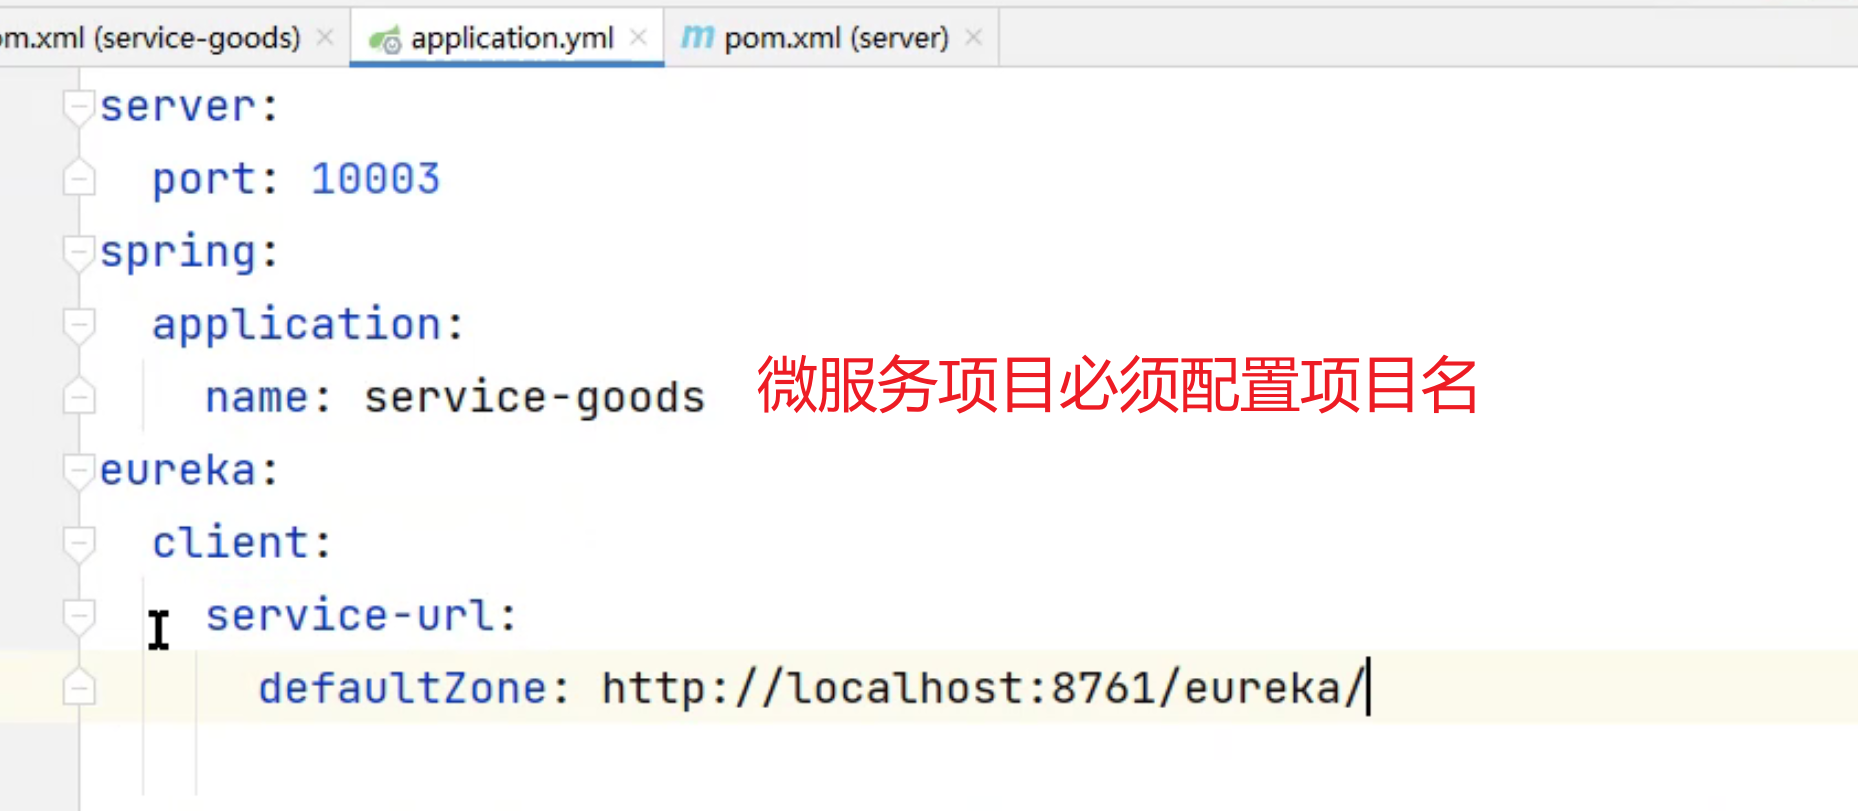 om.xml (service-goods) application.yml m pom.xml (server)
server:
port: 10003
spring:
application:
name: service-goods 微服务项目必须配置项目名
eureka:
client:
service-url:
defaultZone: http://localhost:8761/eureka/